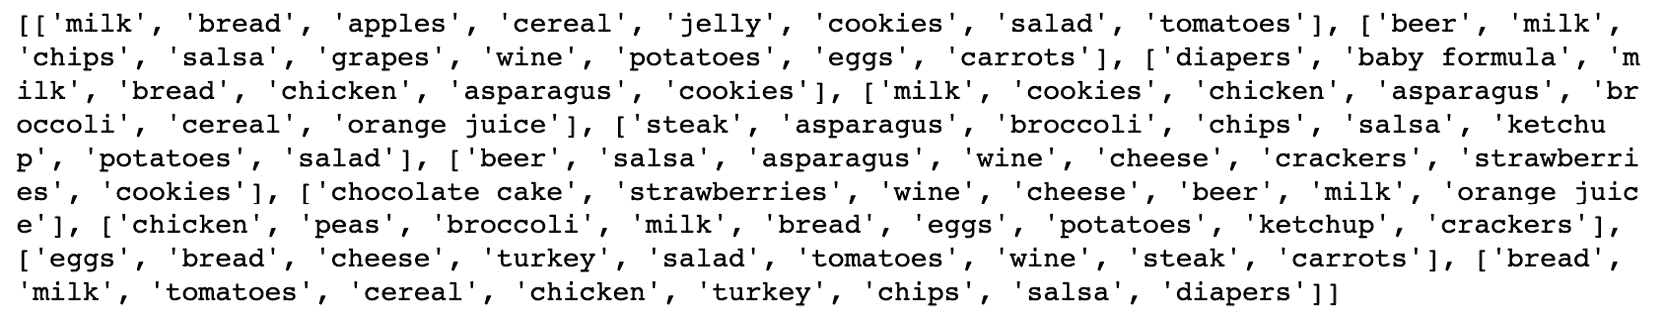 [['milk', 'bread', 'apples', 'cereal', 'jelly', 'cookies', 'salad', 'tomatoes'], ['beer', 'milk',
'chips', 'salsa', 'grapes', 'wine', 'potatoes', 'eggs', 'carrots'], ['diapers', 'baby formula', 'm
ilk', 'bread', 'chicken', 'asparagus', 'cookies'], ['milk', 'cookies', 'chicken', 'asparagus', 'br
occoli', 'cereal', 'orange juice'], ['steak', 'asparagus', 'broccoli', 'chips', 'salsa', 'ketchu
p', 'potatoes', 'salad'], ['beer', 'salsa', 'asparagus', 'wine', 'cheese', 'crackers', 'strawberri
es', 'cookies'], ['chocolate cake', 'strawberries', 'wine', 'cheese', 'beer', 'milk', 'orange juic
e'], ['chicken', 'peas', 'broccoli', 'milk', 'bread', 'eggs', 'potatoes', 'ketchup', 'crackers'],
['eggs', 'bread', 'cheese', 'turkey', 'salad', 'tomatoes', 'wine', 'steak', 'carrots'], ['bread',
'milk', 'tomatoes', 'cereal', 'chicken', 'turkey', 'chips', 'salsa', 'diapers']]